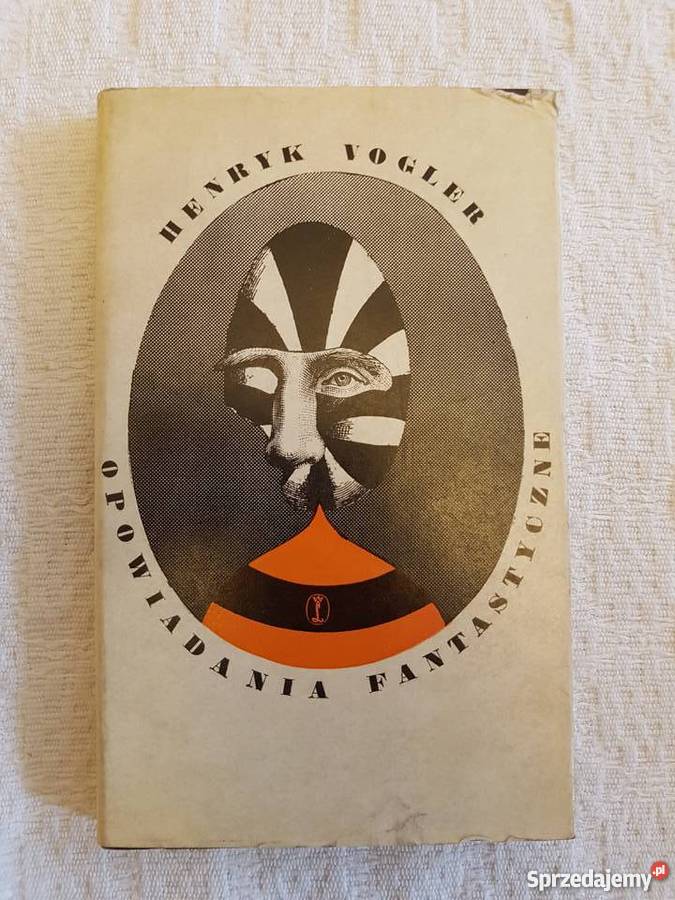 HENRYK VOGLER
OPOWIADANIA FANTASTYCZNE
Sprzedajemy.pl